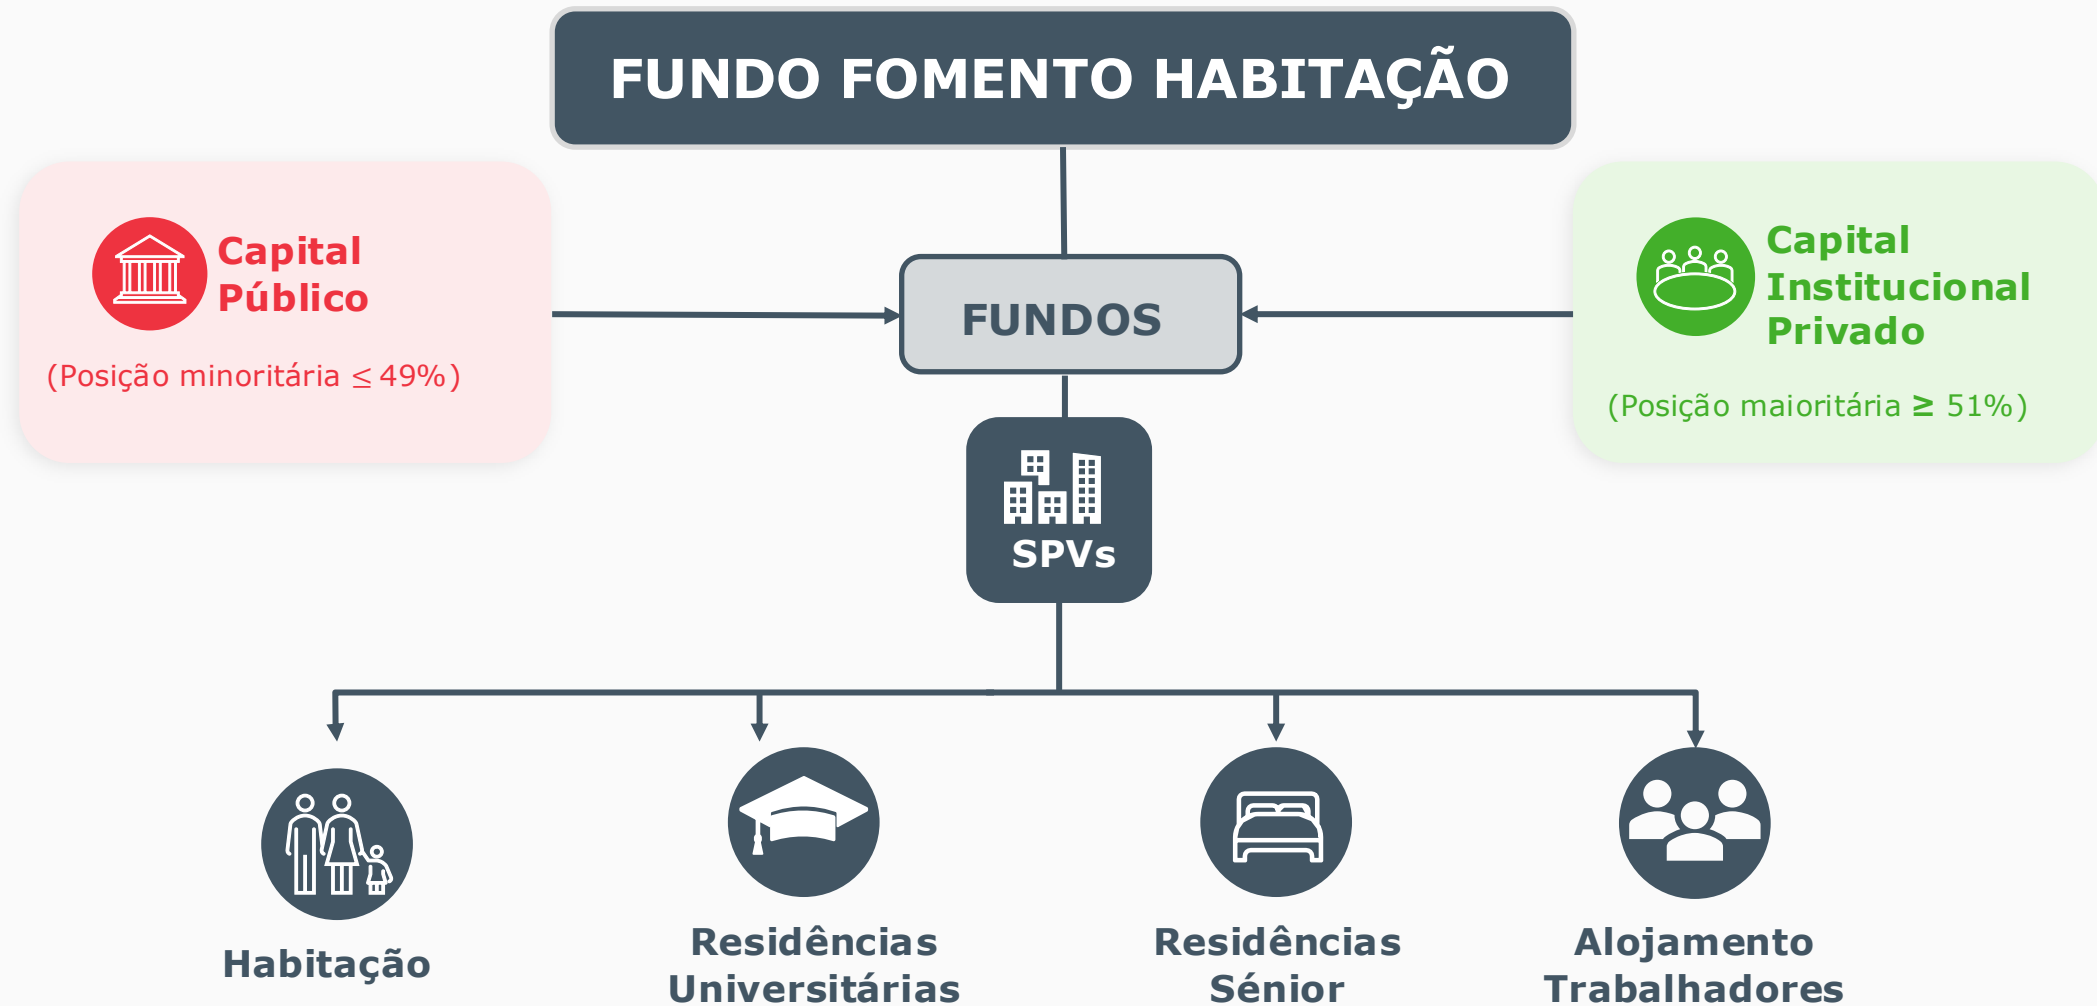 FUNDO FOMENTO HABITAÇÃO
Capital
Público
(Posição minoritária ≤ 49%)
FUNDOS
Capital
Institucional
Privado
(Posição maioritária ≥ 51%)
SPVs
Habitação
Residências
Universitárias
Residências
Sénior
Alojamento
Trabalhadores